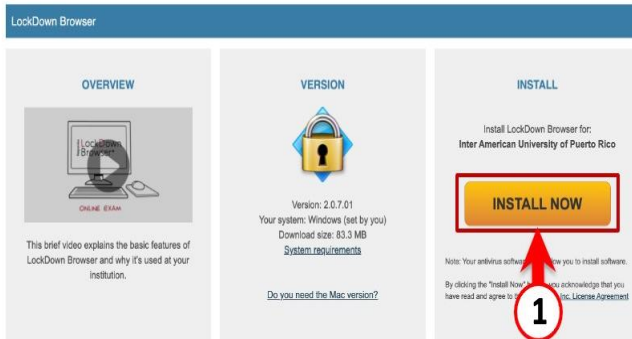 LockDown Browser
OVERVIEW
LockDown
Browser
ONLINE EXAM
This brief video explains the basic features of
LockDown Browser and why it's used at your
institution.
VERSION
Version: 2.0.7.01
Your system: Windows (set by you)
Download size: 83.3 MB
System requirements
Do you need the Mac version?
INSTALL
Install LockDown Browser for:
Inter American University of Puerto Rico
INSTALL NOW
Note: Your antivirus you to install software.
By clicking the "Install Now" you acknowledge that you
have read and agree to Inc. License Agreement
1